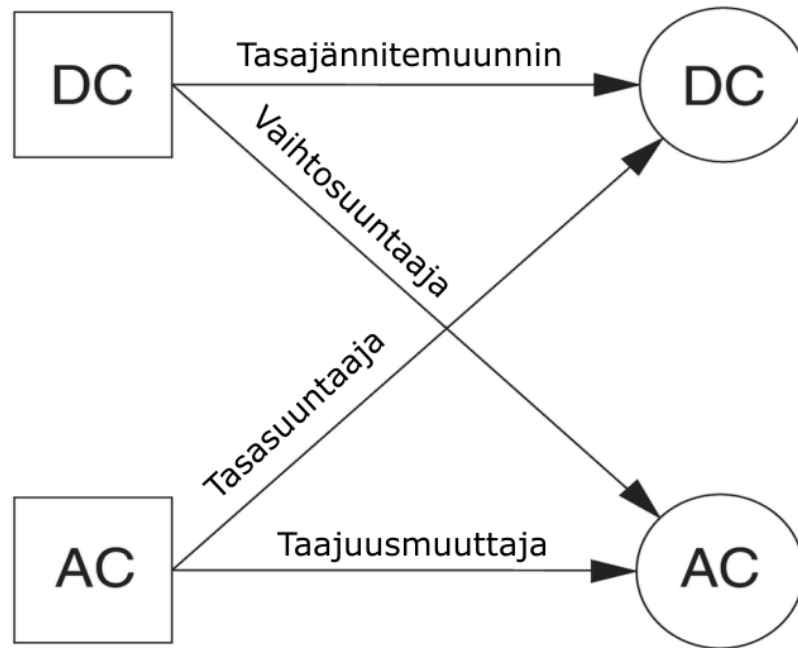 DC
Tasajännitemuunnin
DC
Vaihtosuuntaaja
Tasasuuntaaja
AC
Taajuusmuuttaja
AC